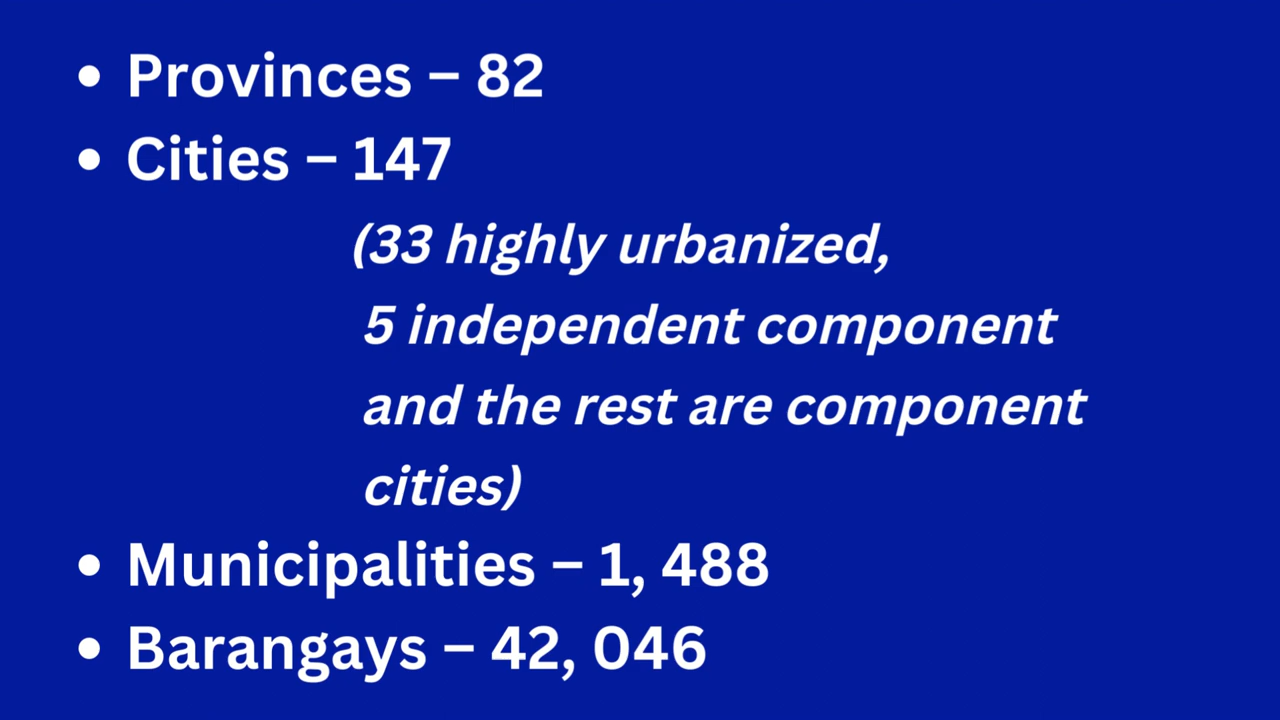 • Provinces – 82
• Cities – 147
(33 highly urbanized,
5 independent component
and the rest are component
cities)
• Municipalities – 1, 488
• Barangays – 42, 046